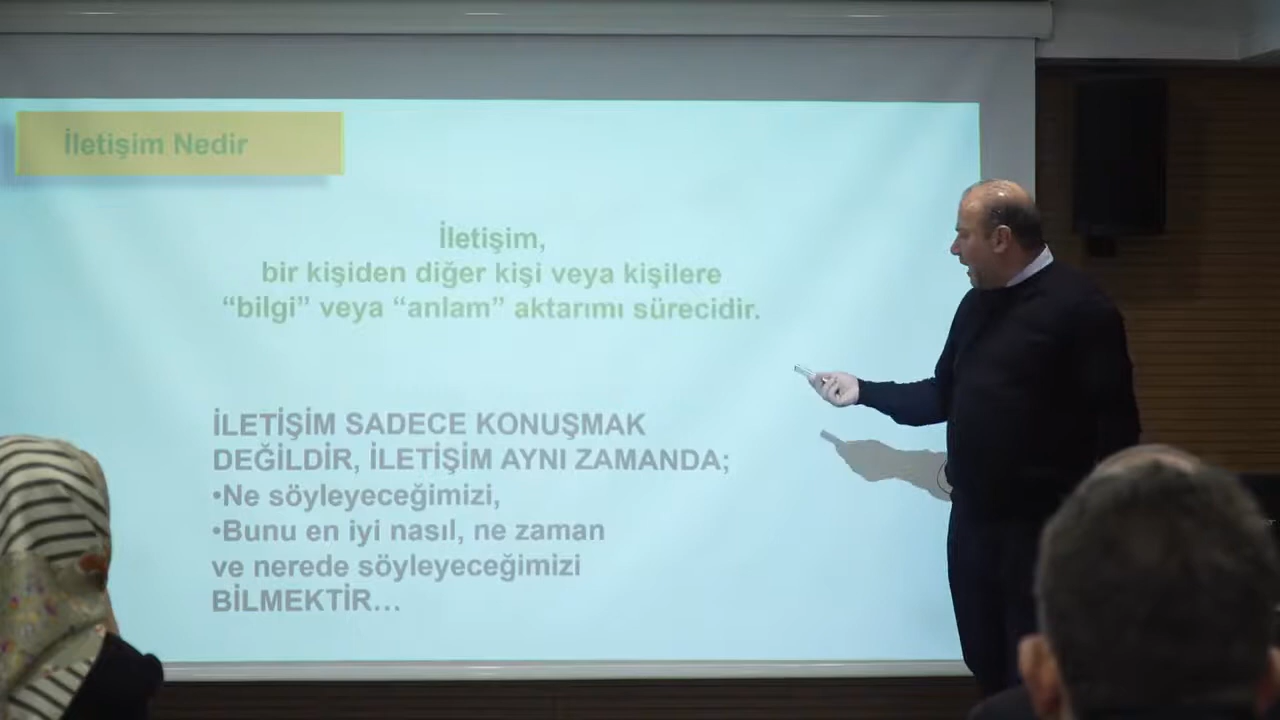 İletişim Nedir
İletişim,
bir kişiden diğer kişi veya kişilere
“bilgi” veya “anlam” aktarımı sürecidir.
İLETİŞİM SADECE KONUŞMAK
DEĞİLDİR, İLETİŞİM AYNI ZAMANDA;
•Ne söyleyeceğimizi,
•Bunu en iyi nasıl, ne zaman
ve nerede söyleyeceğimizi
BİLMEKTİR…